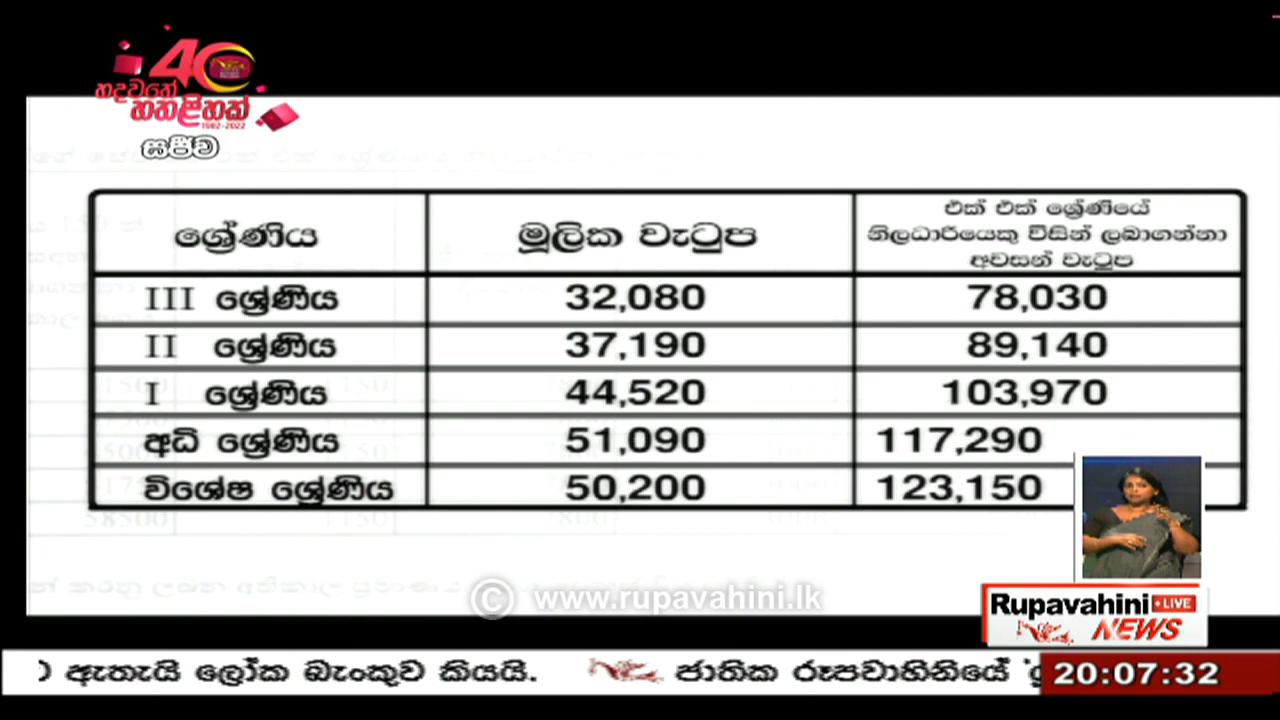 40
හදවතේ
හතළිහක්
1982-2022
සජීව
ශ්‍රේණිය
මූලික වැටුප
එක් එක් ශ්‍රේණියේ
නිලධාරියෙකු විසින් ලබාගන්නා
අවසන් වැටුප
III ශ්‍රේණිය 32,080 78,030
II ශ්‍රේණිය 37,190 89,140
I ශ්‍රේණිය 44,520 103,970
අධි ශ්‍රේණිය 51,090 117,290
විශේෂ ශ්‍රේණිය 50,200 123,150
58500 1150
© www.rupavahini.lk
Rupavahini LIVE
NEWS
ඇතැයි ලෝක බැංකුව කියයි. ජාතික රූපවාහිනියේ
20:07:32